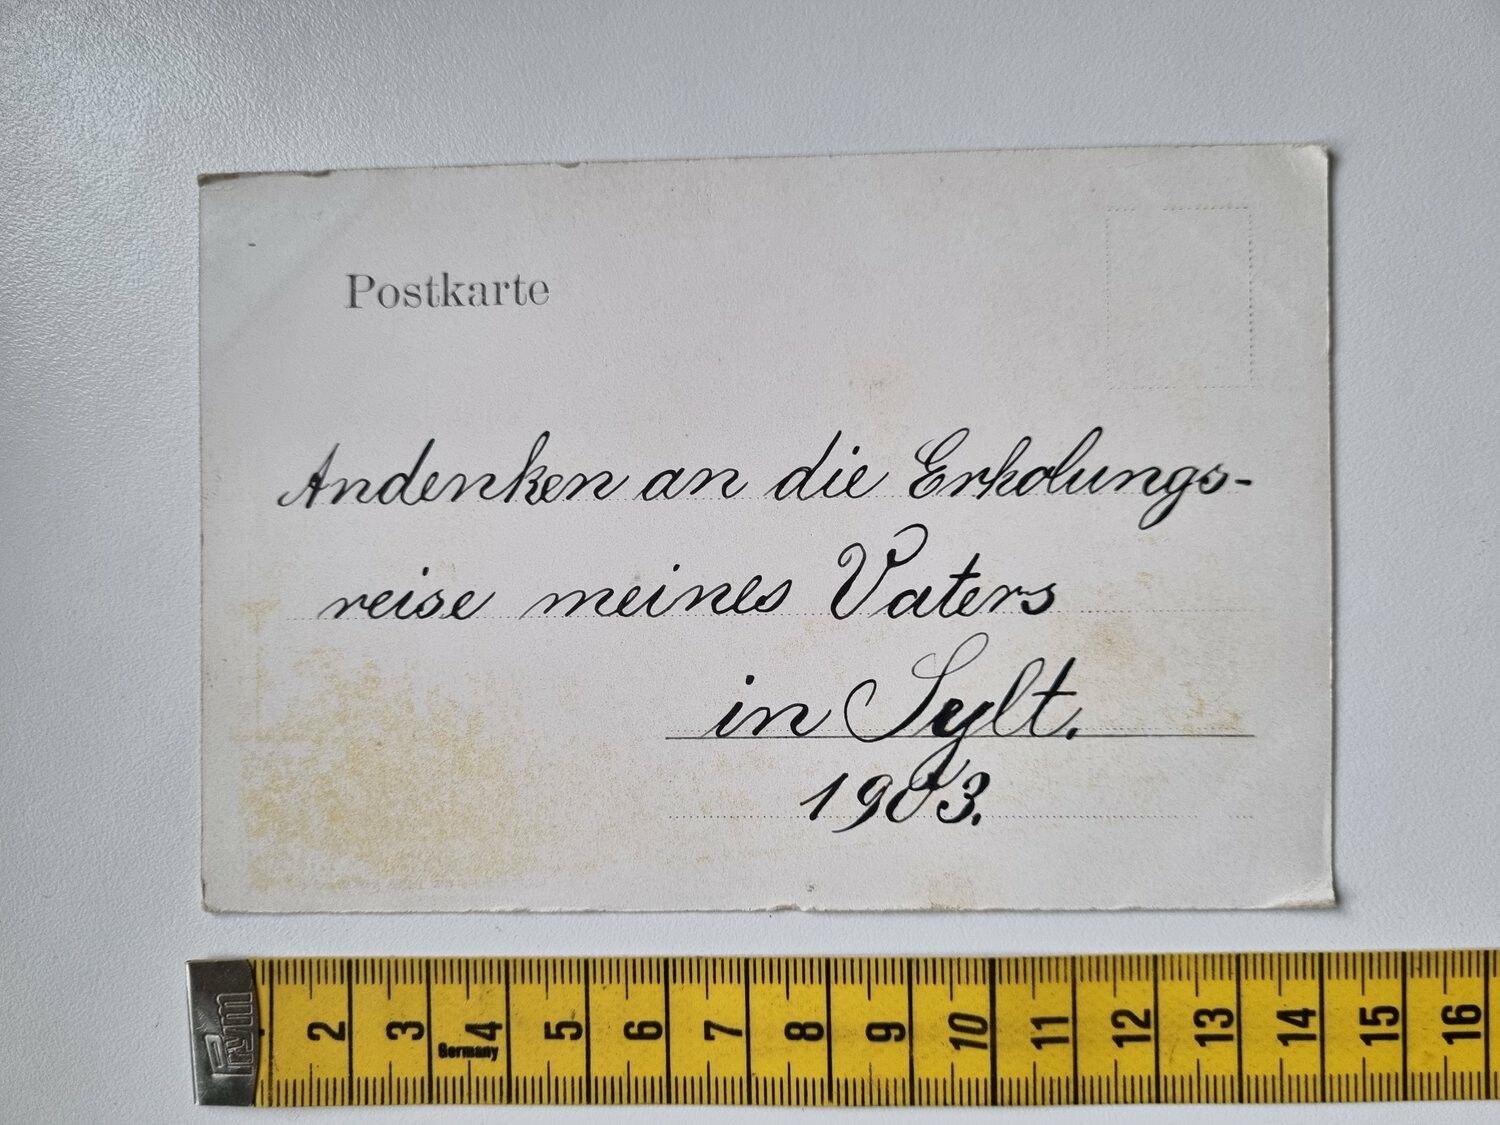 Postkarte
Andenken an die Erholungs-
reise meines Vaters
in Sylt.
1903.
Prym
2 3 4 5 6 7 8 9 10 11 12 13 14 15 16
Germany